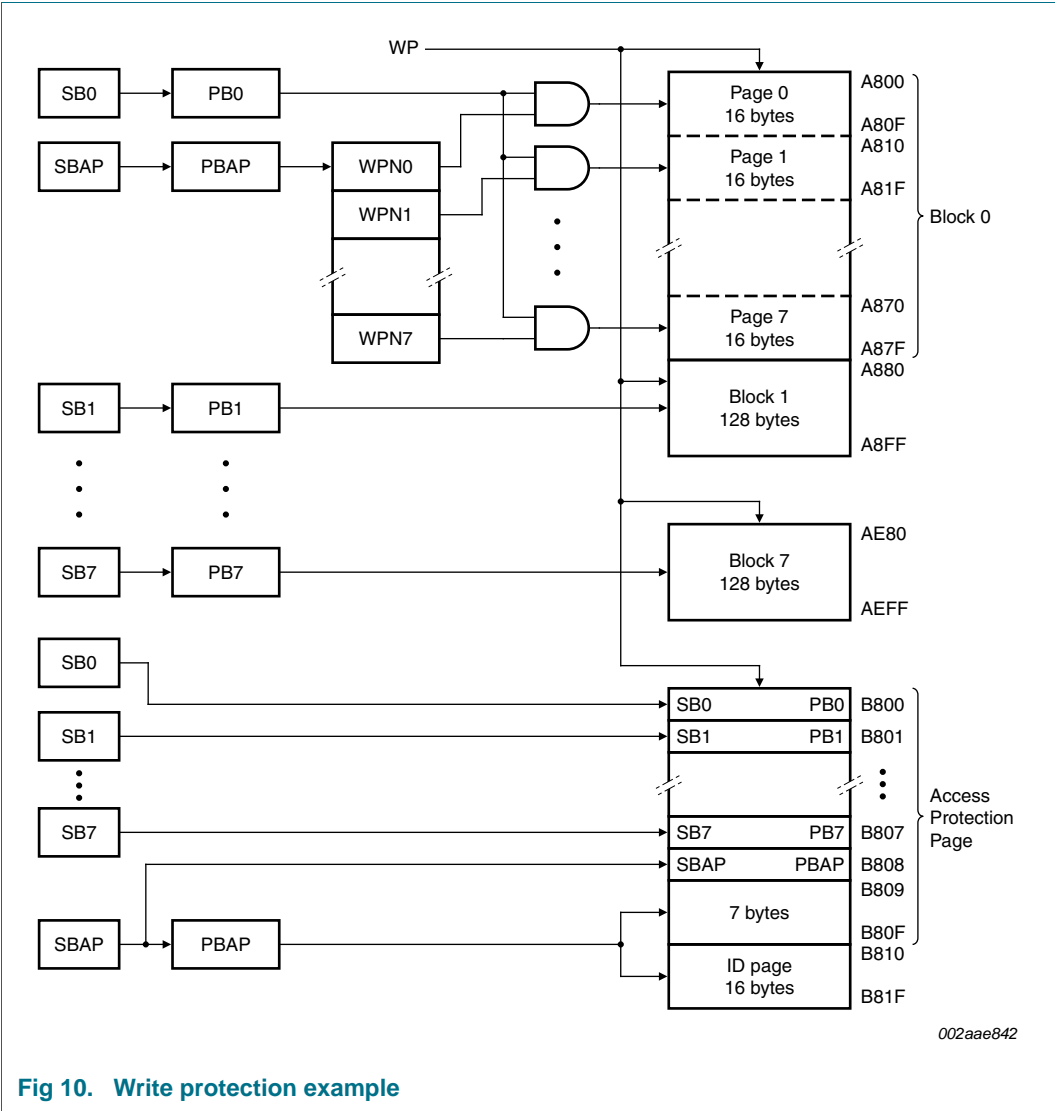 WP
SB0
PB0
Page 0
16 bytes
A800
A80F
SBAP
PBAP
WPN0
Page 1
16 bytes
A810
A81F
WPN1
Block 0
WPN7
Page 7
16 bytes
A870
A87F
SB1
PB1
Block 1
128 bytes
A880
A8FF
SB7
PB7
Block 7
128 bytes
AE80
AEFF
SB0
SB0 PB0 B800
SB1
SB1 PB1 B801
Access
Protection
Page
SB7
SB7 PB7 B807
SBAP PBAP B808
B809
7 bytes
B80F
SBAP
PBAP
B810
ID page
16 bytes
B81F
002aae842
Fig 10. Write protection example